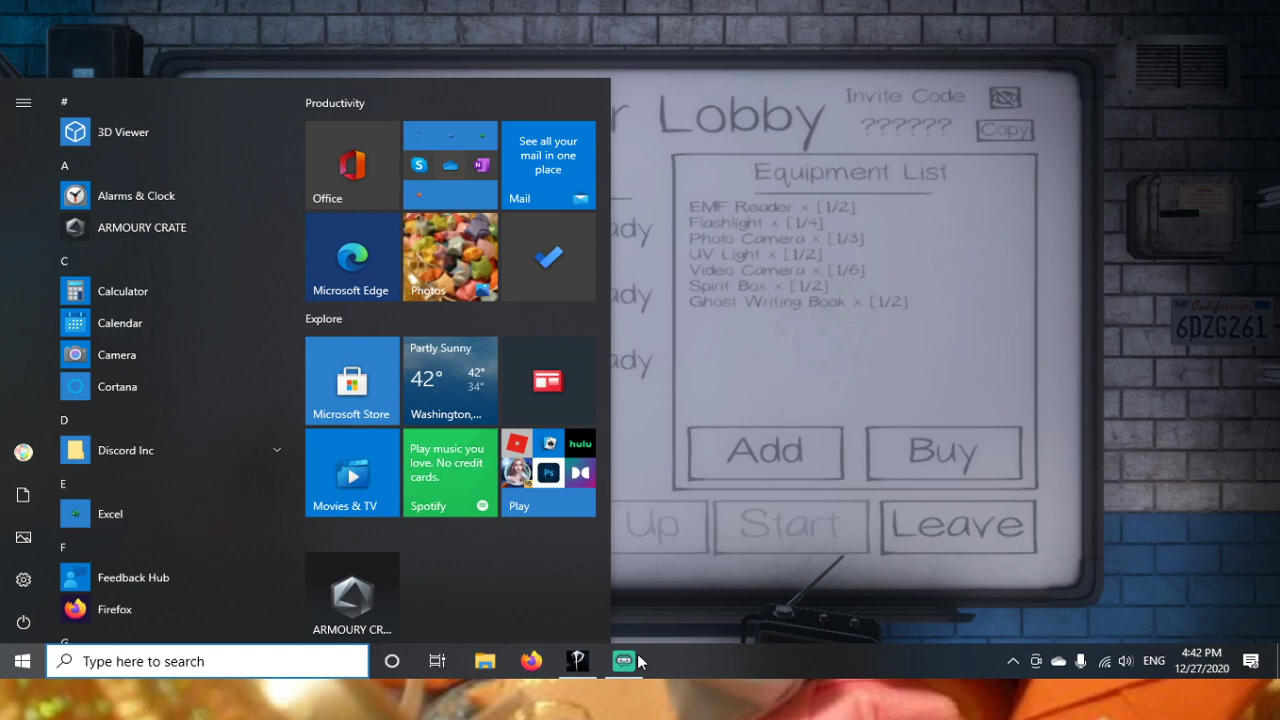 #
3D Viewer
A
Alarms & Clock
ARMOURY CRATE
C
Calculator
Calendar
Camera
Cortana
D
Discord Inc
E
Excel
F
Feedback Hub
Firefox
G
Productivity
Office
See all your
mail in one
place
Mail
Microsoft Edge
Photos
Explore
Microsoft Store
Partly Sunny
42°
42°
34°
Washington,...
Movies & TV
Play music you
love. No credit
cards.
Spotify
hulu
Ps
Play
ARMOURY CR...
r Lobby
Invite Code
??????
Copy
Equipment List
EMF Reader x [1/2]
Flashlight x [1/4]
Photo Camera x [1/3]
UV Light x [1/2]
Video Camera x [1/6]
Spirit Box x [1/2]
Ghost Writing Book x [1/2]
ady
ady
ady
Add
Buy
Up
Start
Leave
California
6DZG261
Type here to search
ENG
4:42 PM
12/27/2020